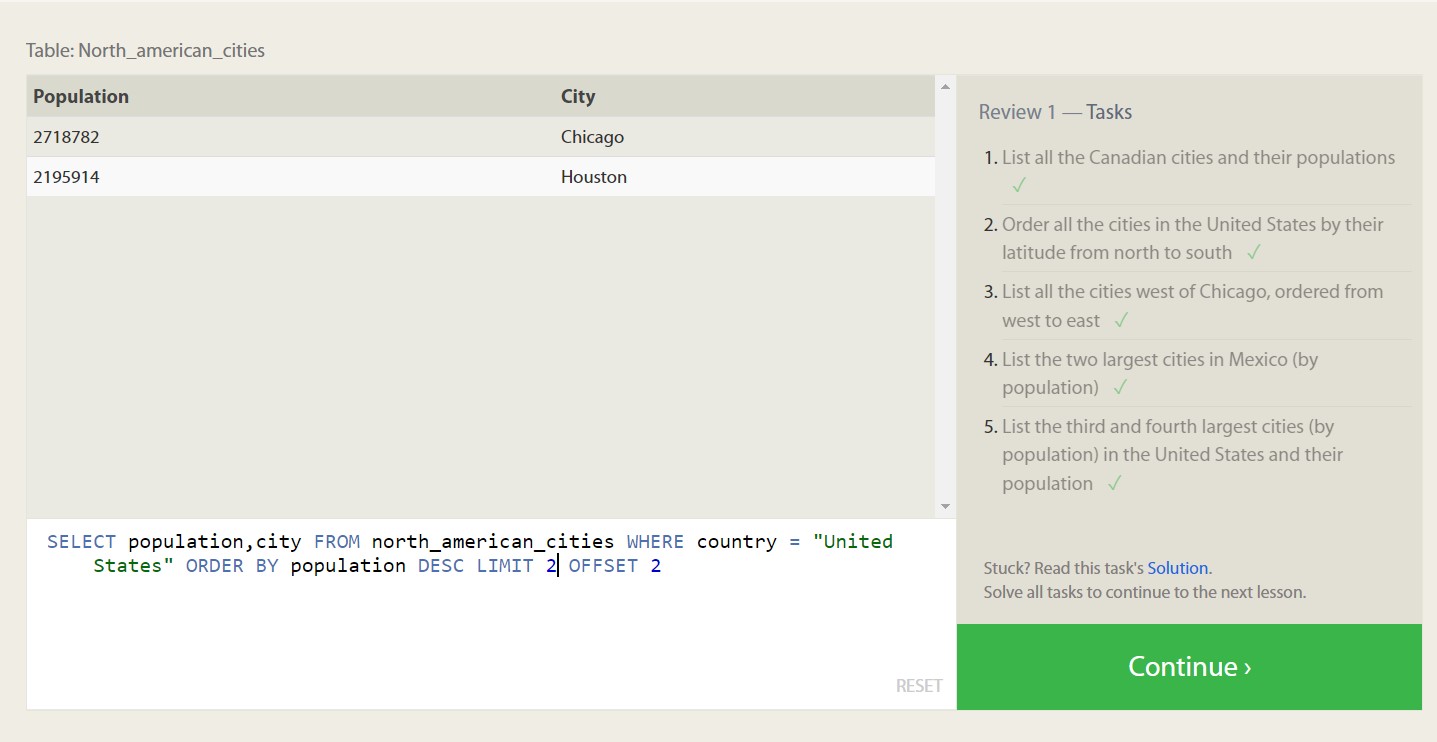 Table: North_american_cities
Population City
2718782 Chicago
2195914 Houston
SELECT population,city FROM north_american_cities WHERE country = "United
States" ORDER BY population DESC LIMIT 2 OFFSET 2
RESET
Review 1 — Tasks
1. List all the Canadian cities and their populations
✓
2. Order all the cities in the United States by their
latitude from north to south ✓
3. List all the cities west of Chicago, ordered from
west to east ✓
4. List the two largest cities in Mexico (by
population) ✓
5. List the third and fourth largest cities (by
population) in the United States and their
population ✓
Stuck? Read this task's Solution.
Solve all tasks to continue to the next lesson.
Continue ›